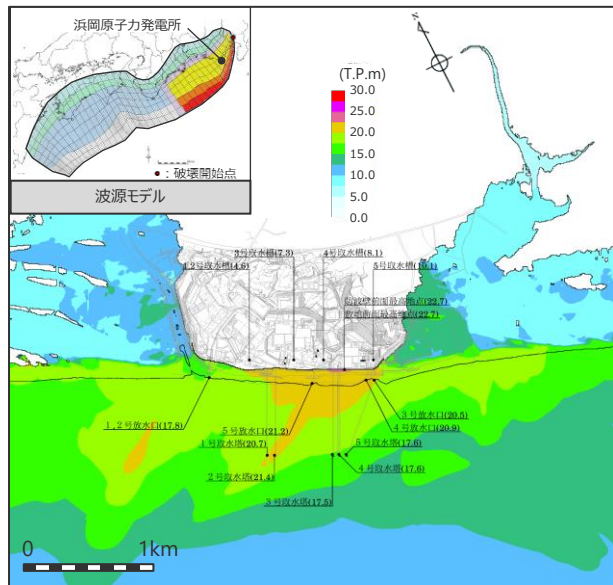 浜岡原子力発電所
●：破壊開始点
波源モデル
N
(T.P.m)
30.0
25.0
20.0
15.0
10.0
5.0
0.0
3号取水槽(7.3)
4号取水槽(8.1)
1,2号取水槽(4.6)
5号取水槽(10.1)
防波壁前面最高地点(22.7)
敷地前面最高地点(22.7)
1,2号放水口(17.8)
5号放水口(21.2)
3号放水口(20.5)
4号放水口(20.9)
1号取水塔(20.7)
5号取水塔(17.6)
2号取水塔(21.4)
4号取水塔(17.6)
3号取水塔(17.5)
0 1km